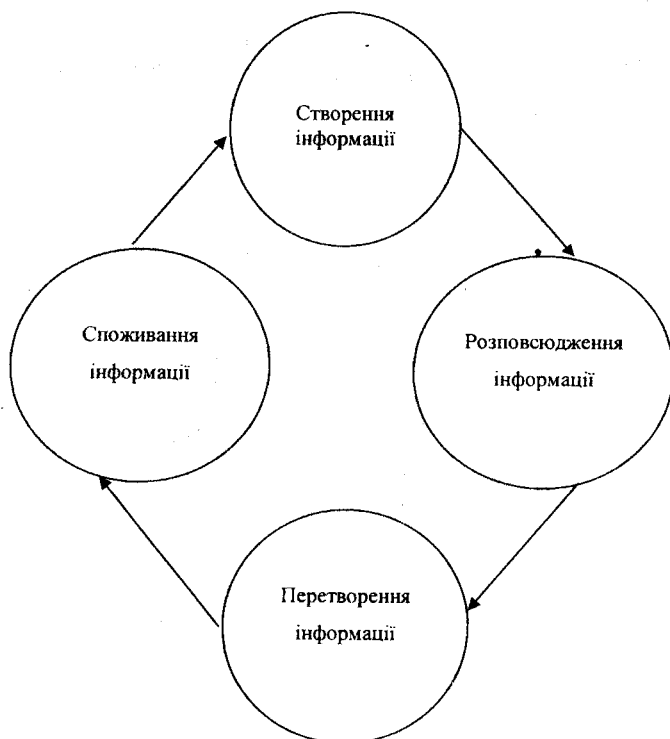 Створення
інформації
Розповсюдження
інформації
Перетворення
інформації
Споживання
інформації